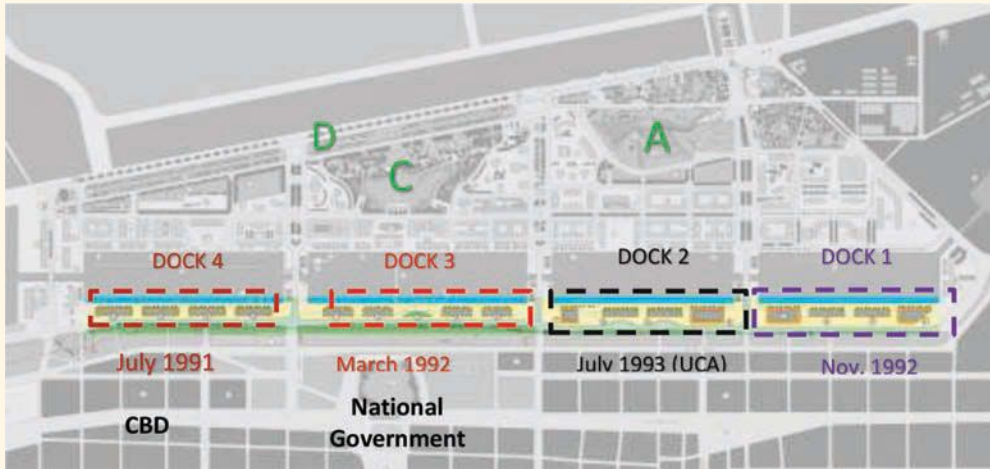 D
C
A
DOCK 4
DOCK 3
DOCK 2
DOCK 1
July 1991
March 1992
July 1993 (UCA)
Nov. 1992
CBD
National
Government